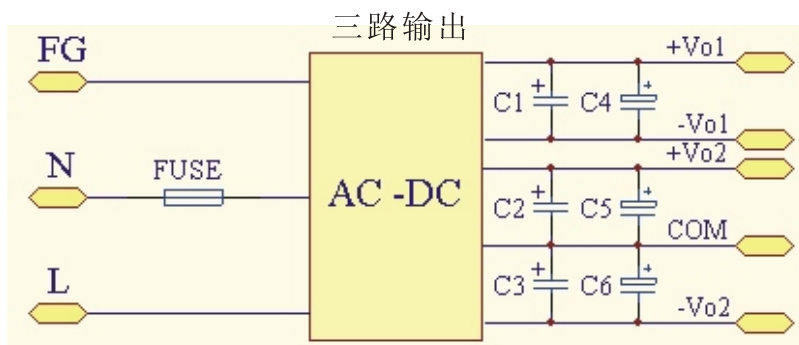 三路输出
FG
N
FUSE
L
AC -DC
+Vo1
C1
C4
-Vo1
+Vo2
C2
C5
COM
C3
C6
-Vo2